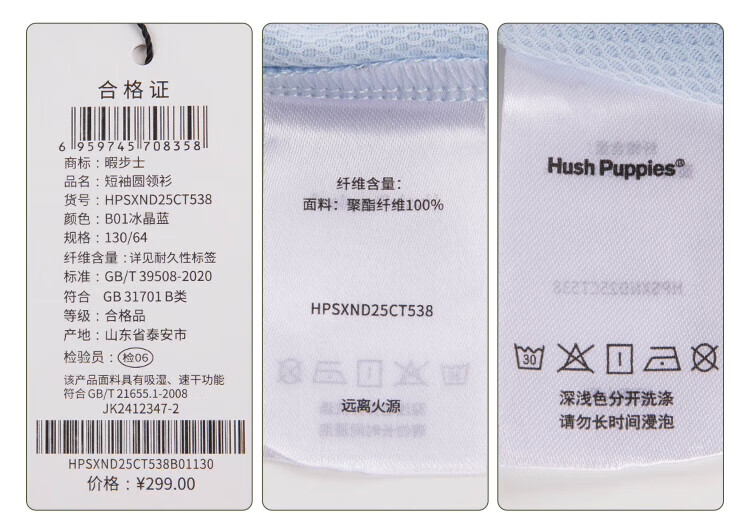 合格证
6 959745 708358
商标：暇步士
品名：短袖圆领衫
货号：HPSXND25CT538
颜色：B01冰晶蓝
规格：130/64
纤维含量：详见耐久性标签
标准：GB/T 39508-2020
符合 GB 31701 B类
等级：合格品
产地：山东省泰安市
检验员：检06
该产品面料具有吸湿、速干功能
符合 GB/T 21655.1-2008
JK2412347-2
HPSXND25CT538B01130
价格：¥299.00
纤维含量：
面料：聚酯纤维100%
HPSXND25CT538
远离火源
Hush Puppies®
30
深浅色分开洗涤
请勿长时间浸泡